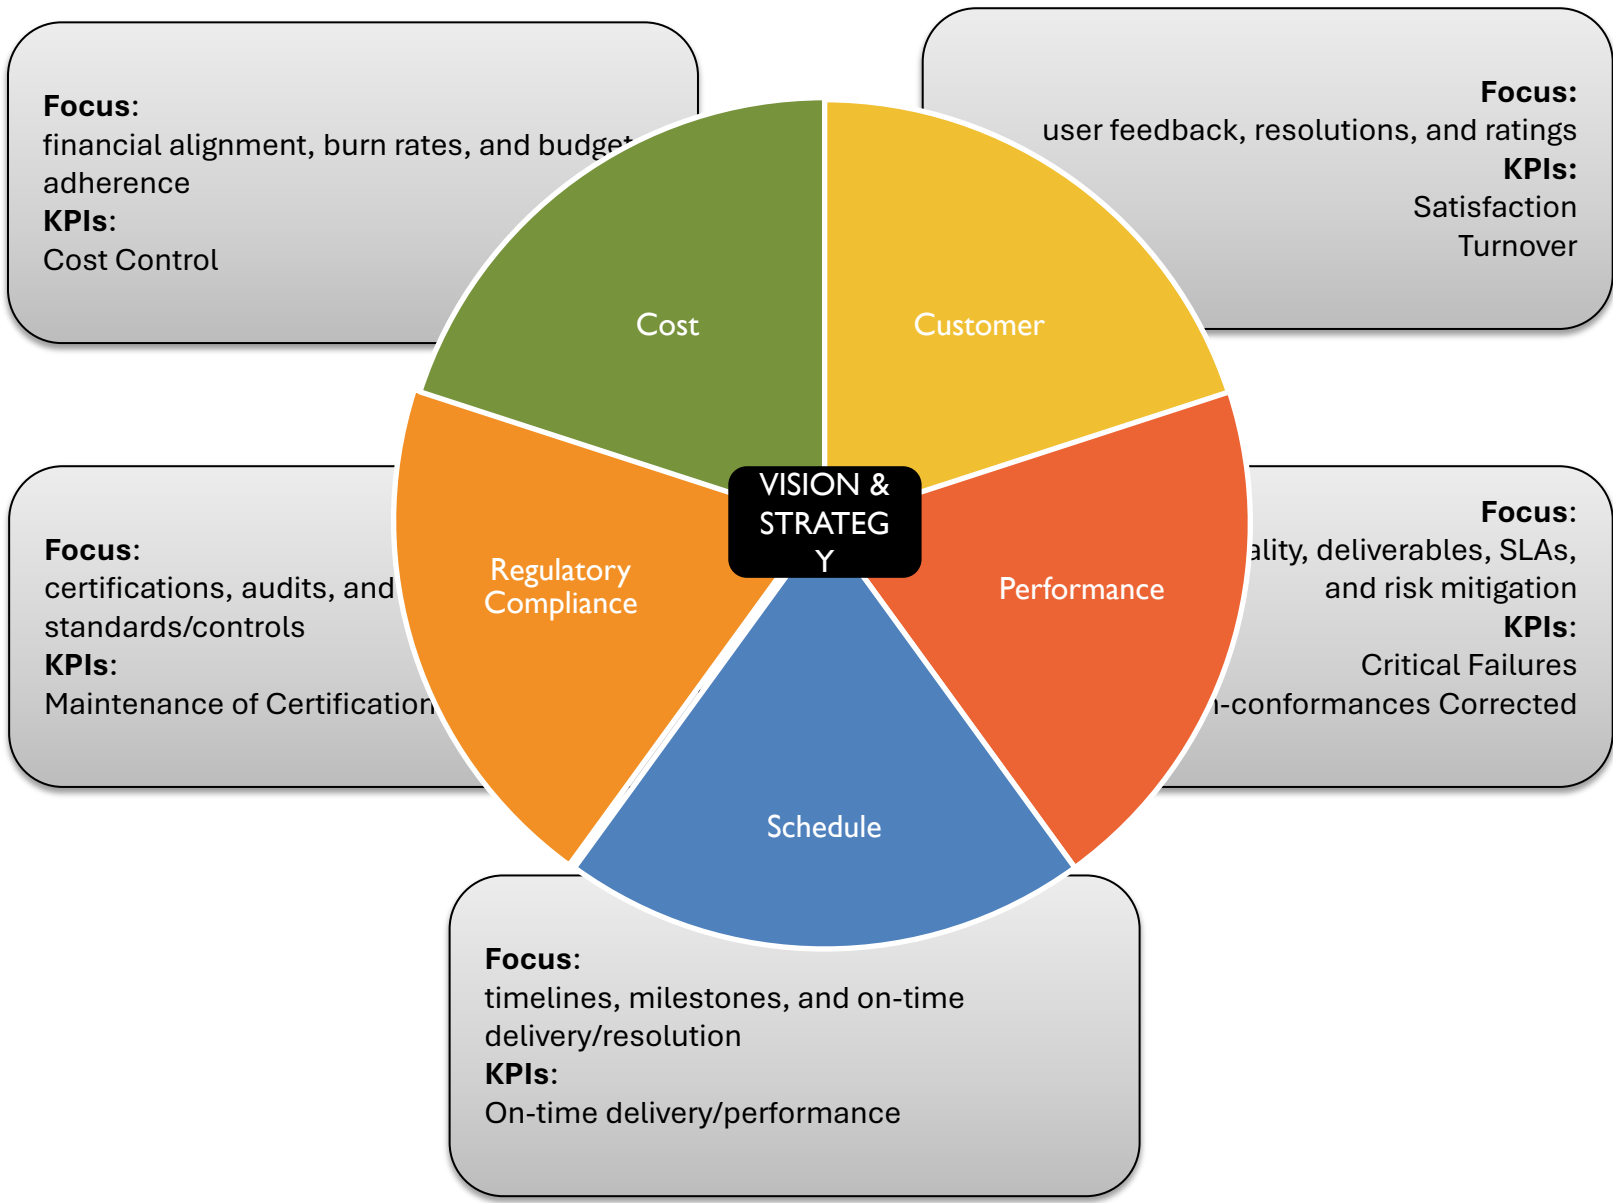 Focus:
financial alignment, burn rates, and budget
adherence
KPIs:
Cost Control
Focus:
user feedback, resolutions, and ratings
KPIs:
Satisfaction
Turnover
Cost
Customer
VISION &
STRATEG
Y
Regulatory
Compliance
Performance
Schedule
Focus:
certifications, audits, and
standards/controls
KPIs:
Maintenance of Certification
Focus:
deliverables, SLAs,
and risk mitigation
KPIs:
Critical Failures
Corrected
Focus:
timelines, milestones, and on-time
delivery/resolution
KPIs:
On-time delivery/performance